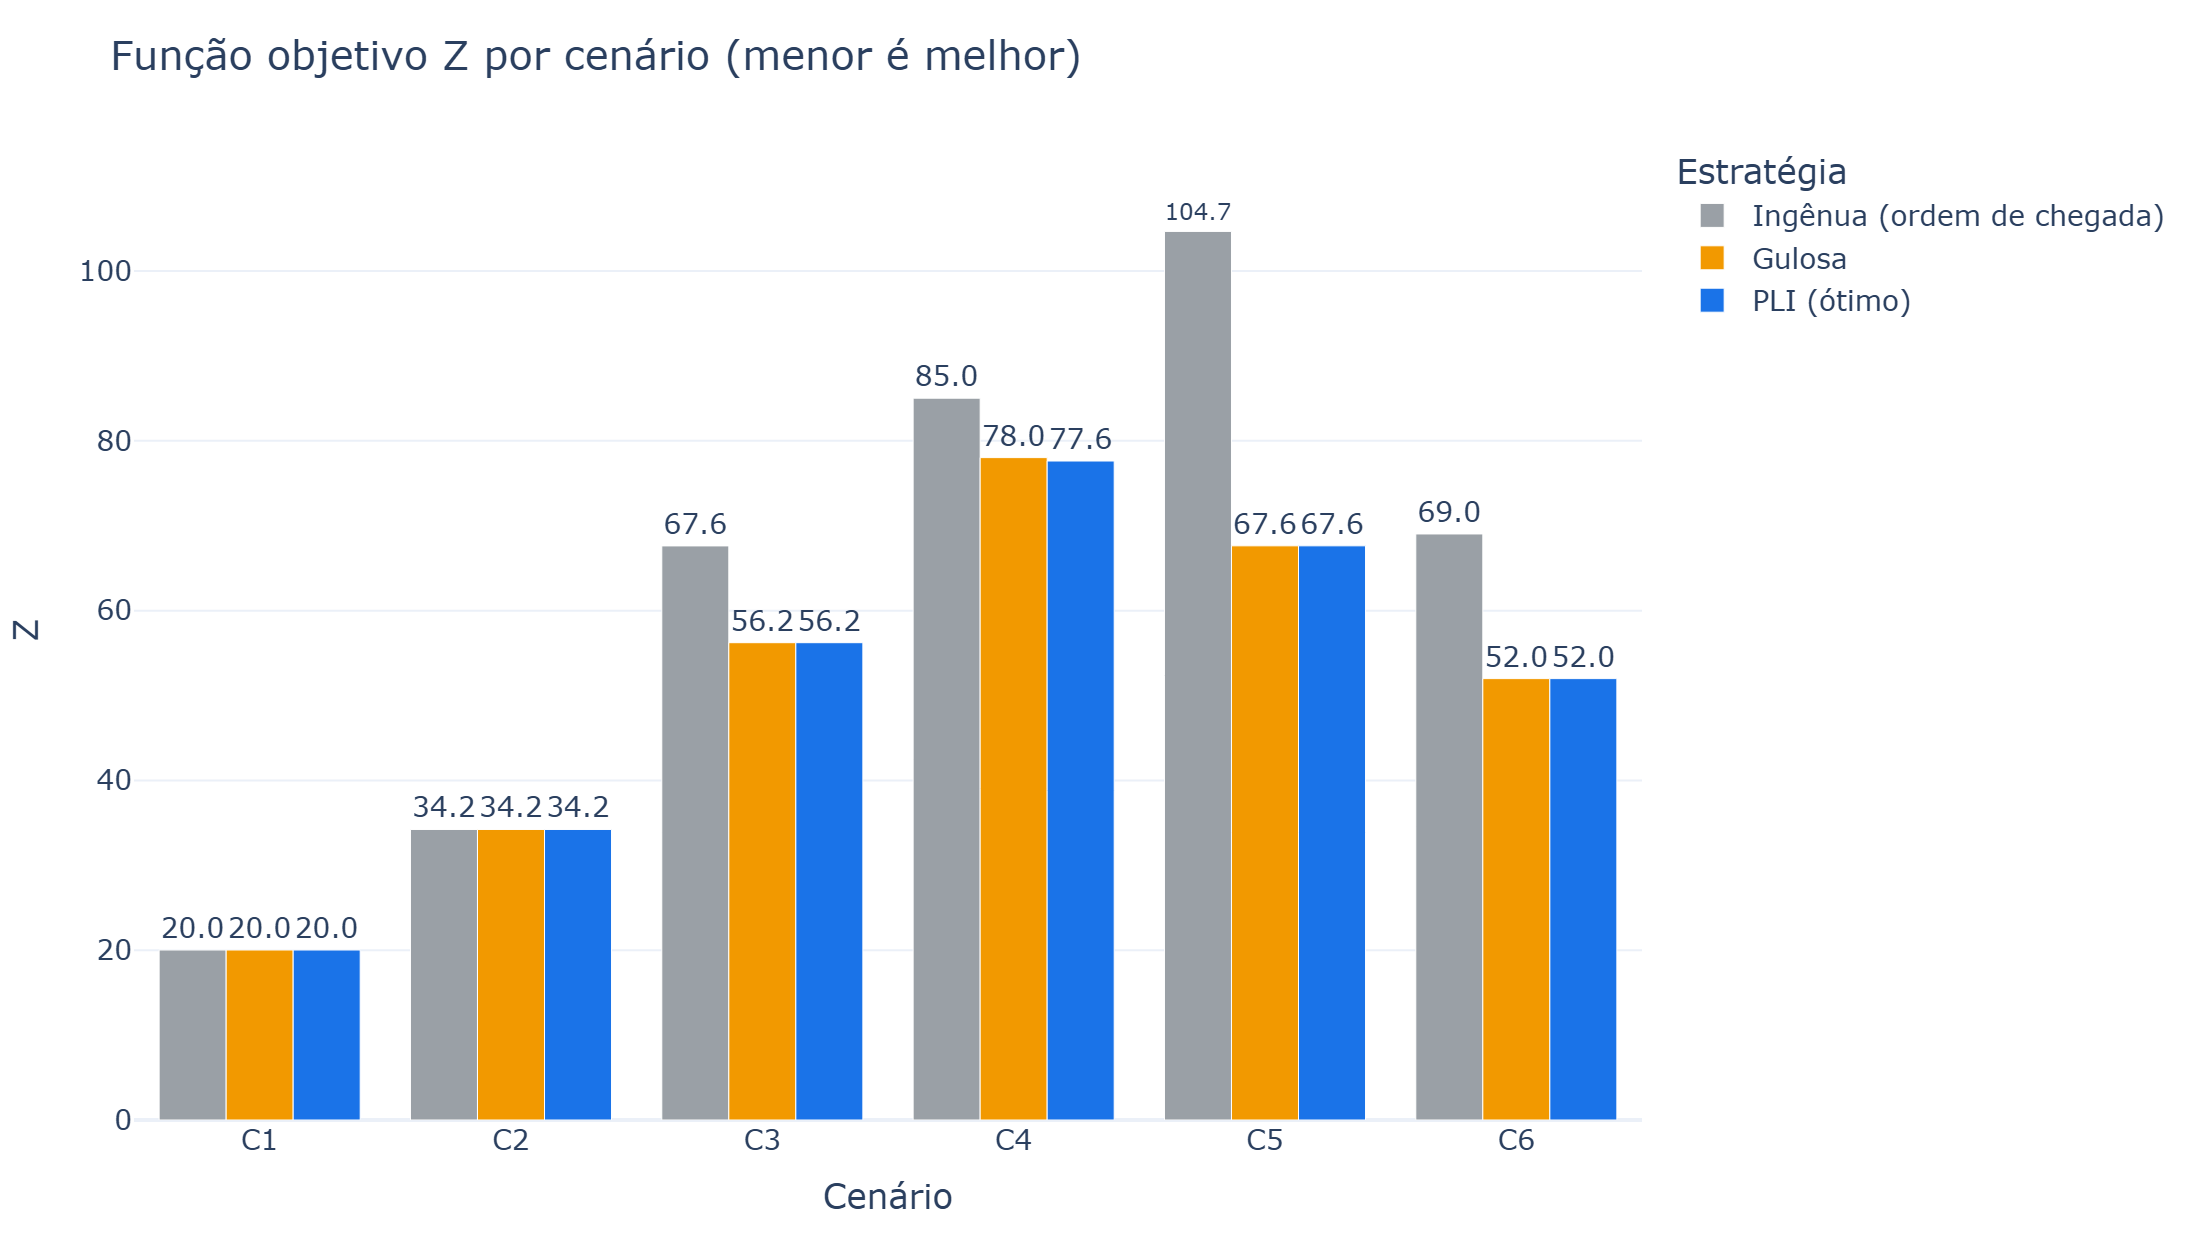 Função objetivo Z por cenário (menor é melhor)
Estratégia
Ingênua (ordem de chegada)
Gulosa
PLI (ótimo)
104.7
100
85.0
78.0 77.6
80
67.6
67.6 67.6
69.0
56.2 56.2
60
52.0 52.0
Z
40
34.2 34.2 34.2
20.0 20.0 20.0
20
0
C1 C2 C3 C4 C5 C6
Cenário